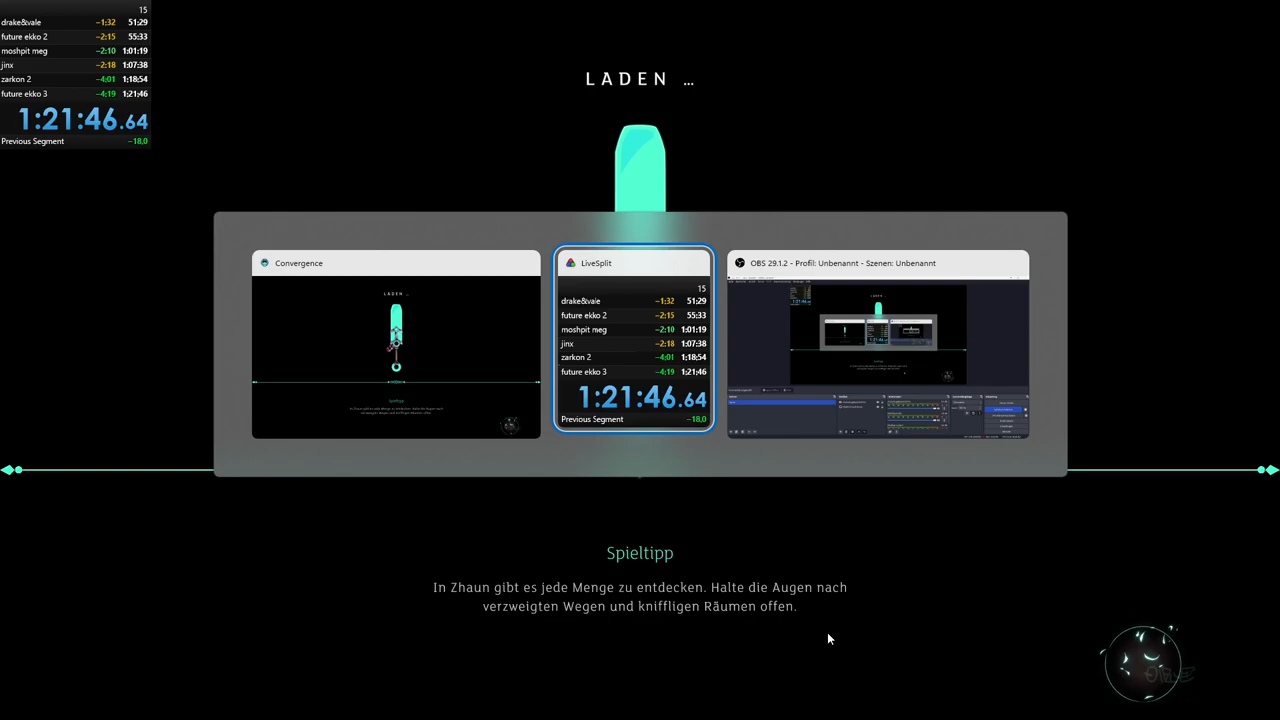 15
drake&vale −1:32 51:29
future ekko 2 −2:15 55:33
moshpit meg −2:10 1:01:19
jinx −2:18 1:07:38
zarkon 2 −4:01 1:18:54
future ekko 3 −4:19 1:21:46
1:21:46.64
Previous Segment −18,0
LADEN ...
Convergence
LADEN ...
Spieltipp
LiveSplit
15
drake&vale −1:32 51:29
future ekko 2 −2:15 55:33
moshpit meg −2:10 1:01:19
jinx −2:18 1:07:38
zarkon 2 −4:01 1:18:54
future ekko 3 −4:19 1:21:46
1:21:46.64
Previous Segment −18,0
OBS 29.1.2 - Profil: Unbenannt - Szenen: Unbenannt
Spieltipp
In Zhaun gibt es jede Menge zu entdecken. Halte die Augen nach
verzweigten Wegen und kniffligen Räumen offen.